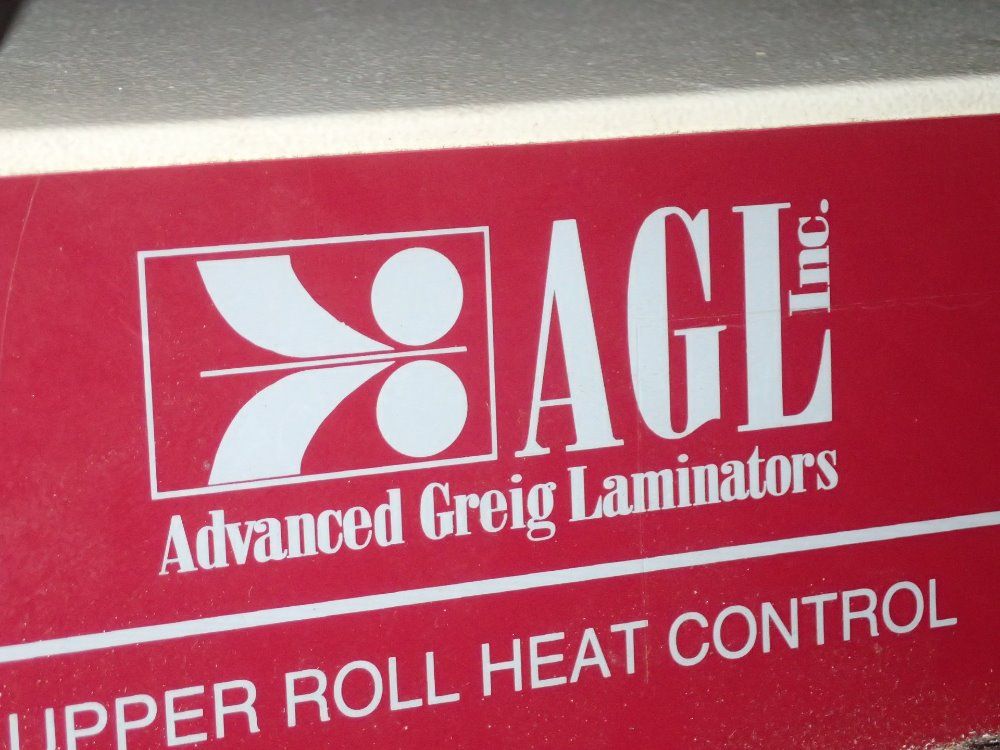 AGL Inc.
Advanced Greig Laminators
UPPER ROLL HEAT CONTROL